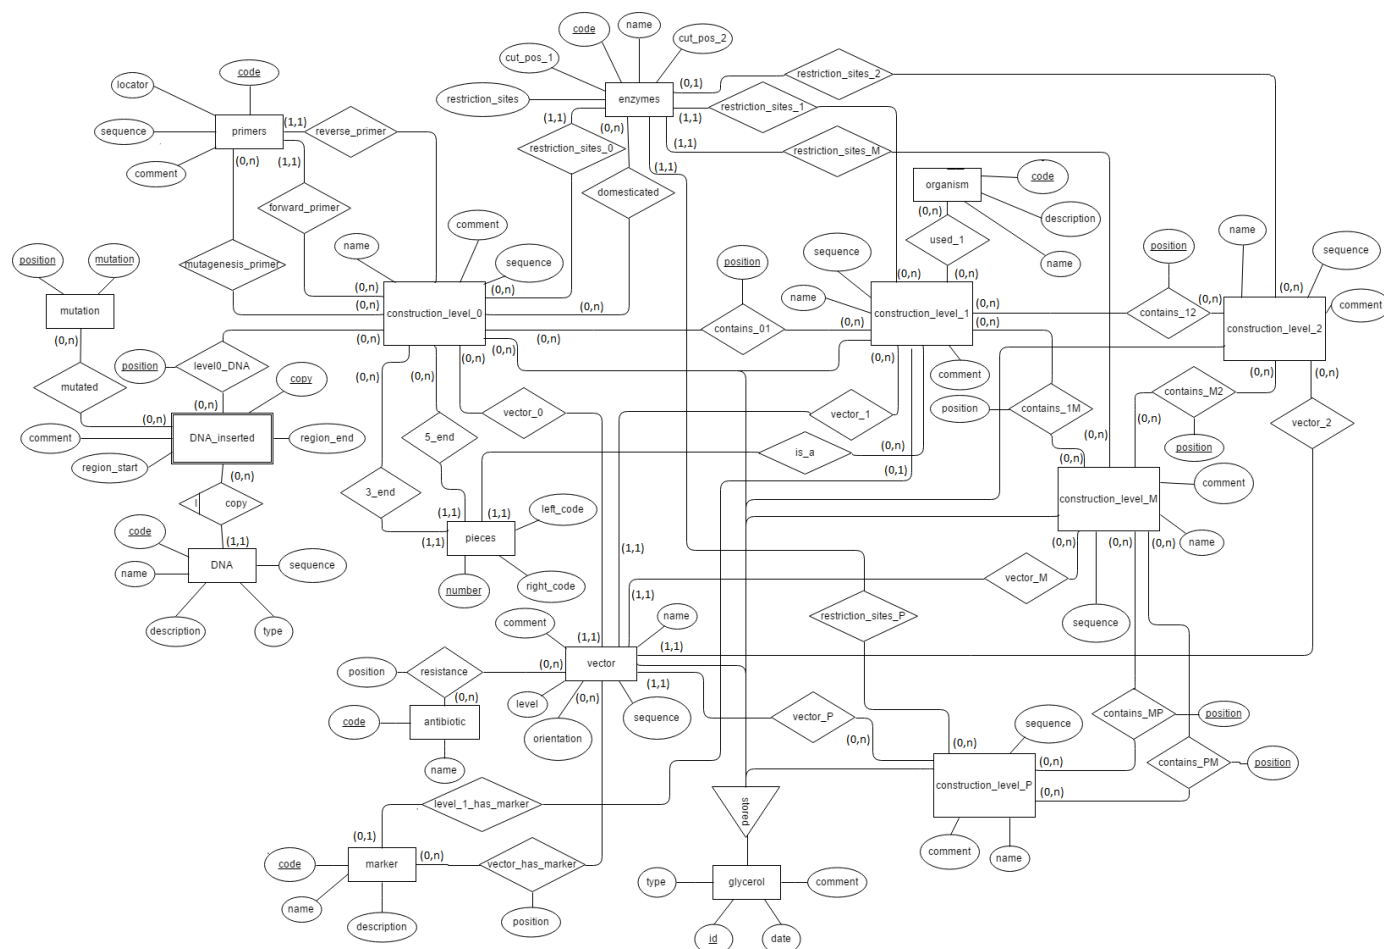 code
name
cut_pos_2
cut_pos_1
restriction_sites
enzymes
(0,1)
restriction_sites_2
restriction_sites_1
(1,1)
(0,n)
(1,1)
restriction_sites_M
(1,1)
(1,1)
restriction_sites_0
domesticated
code
locator
sequence
primers
comment
(1,1)
reverse_primer
(0,n)
(1,1)
forward_primer
mutagenesis_primer
organism
code
description
name
(0,n)
used_1
name
comment
sequence
(0,n)
(0,n)
(0,n)
(0,n)
(0,n)
construction_level_0
(0,n)
(0,n)
(0,n)
(0,n)
(0,n)
position
contains_01
(0,n)
sequence
name
(0,n)
(0,n)
construction_level_1
(0,n)
(0,n)
(0,n)
comment
position
contains_12
(0,n)
name
sequence
comment
(0,n)
construction_level_2
(0,n)
(0,n)
position
mutation
mutation
(0,n)
mutated
position
level0_DNA
(0,n)
(0,n)
copy
comment
DNA_inserted
region_end
region_start
(0,n)
l
copy
(1,1)
code
name
DNA
sequence
description
type
vector_0
5_end
3_end
(1,1)
(1,1)
(1,1)
pieces
left_code
right_code
number
vector_1
is_a
(0,n)
(0,1)
position
contains_1M
(0,n)
contains_M2
(0,n)
position
vector_2
construction_level_M
comment
name
(0,n)
(0,n)
(0,n)
sequence
vector_M
(1,1)
restriction_sites_P
(1,1)
comment
name
(1,1)
(1,1)
vector
position
resistance
(0,n)
(0,n)
(0,n)
(1,1)
level
orientation
sequence
code
antibiotic
name
vector_P
(0,n)
(0,n)
sequence
contains_MP
position
contains_PM
position
(0,n)
(0,n)
construction_level_P
comment
name
level_1_has_marker
(0,1)
(0,n)
code
marker
name
description
vector_has_marker
position
stored
type
glycerol
comment
id
date